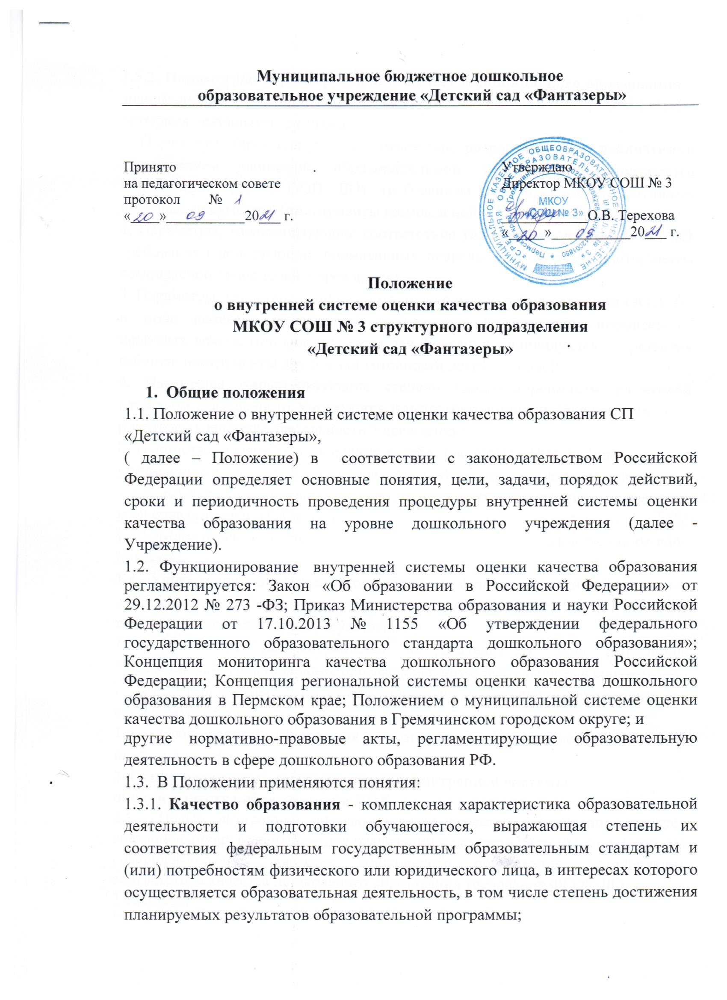 Муниципальное бюджетное дошкольное
образовательное учреждение «Детский сад «Фантазеры»
Принято
на педагогическом совете
протокол № 1
«20» 09 2021 г.
Утверждаю
Директор МКОУ СОШ № 3
О.В. Терехова
«20» 09 2021 г.
МУНИЦИПАЛЬНОЕ КАЗЕННОЕ ОБЩЕОБРАЗОВАТЕЛЬНОЕ УЧРЕЖДЕНИЕ
«СРЕДНЯЯ ОБЩЕОБРАЗОВАТЕЛЬНАЯ ШКОЛА № 3»
МКОУ
«СОШ № 3»
Положение
о внутренней системе оценки качества образования
МКОУ СОШ № 3 структурного подразделения
«Детский сад «Фантазеры»
1. Общие положения
1.1. Положение о внутренней системе оценки качества образования СП
«Детский сад «Фантазеры»,
( далее – Положение) в соответствии с законодательством Российской
Федерации определяет основные понятия, цели, задачи, порядок действий,
сроки и периодичность проведения процедуры внутренней системы оценки
качества образования на уровне дошкольного учреждения (далее -
Учреждение).
1.2. Функционирование внутренней системы оценки качества образования
регламентируется: Закон «Об образовании в Российской Федерации» от
29.12.2012 № 273 -ФЗ; Приказ Министерства образования и науки Российской
Федерации от 17.10.2013 № 1155 «Об утверждении федерального
государственного образовательного стандарта дошкольного образования»;
Концепция мониторинга качества дошкольного образования Российской
Федерации; Концепция региональной системы оценки качества дошкольного
образования в Пермском крае; Положением о муниципальной системе оценки
качества дошкольного образования в Гремячинском городском округе; и
другие нормативно-правовые акты, регламентирующие образовательную
деятельность в сфере дошкольного образования РФ.
1.3. В Положении применяются понятия:
1.3.1. Качество образования - комплексная характеристика образовательной
деятельности и подготовки обучающегося, выражающая степень их
соответствия федеральным государственным образовательным стандартам и
(или) потребностям физического или юридического лица, в интересах которого
осуществляется образовательная деятельность, в том числе степень достижения
планируемых результатов образовательной программы;